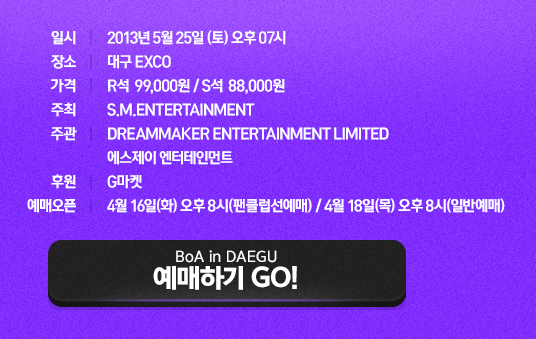 일시 | 2013년 5월 25일 (토) 오후 07시
장소 | 대구 EXCO
가격 | R석 99,000원 / S석 88,000원
주최 | S.M.ENTERTAINMENT
주관 | DREAMMAKER ENTERTAINMENT LIMITED
에스제이 엔터테인먼트
후원 | G마켓
예매오픈 | 4월 16일(화) 오후 8시(팬클럽선예매) / 4월 18일(목) 오후 8시(일반예매)
BoA in DAEGU
예매하기 GO!